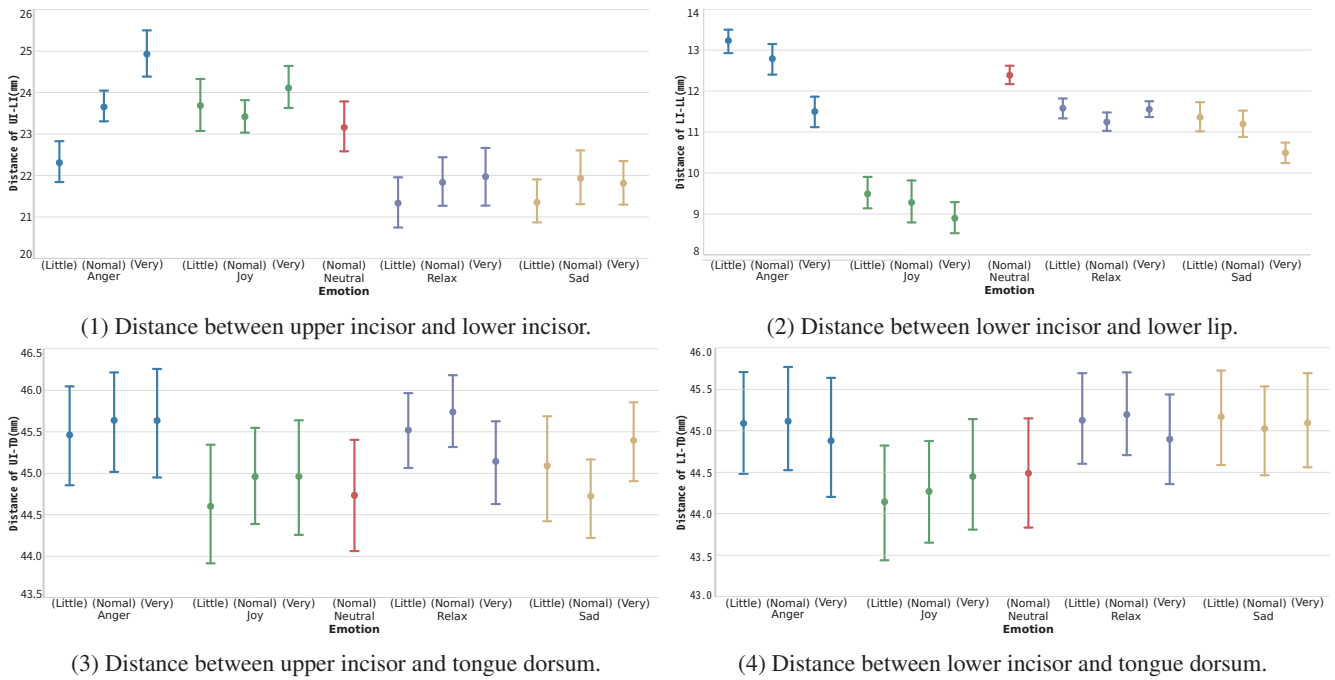 26
25
24
23
22
21
20
Distance of UI-LI(mm)
(Little) (Nomal) (Very) (Little) (Nomal) (Very) (Nomal) (Little) (Nomal) (Very) (Little) (Nomal) (Very)
Anger Joy Neutral Relax Sad
Emotion
(1) Distance between upper incisor and lower incisor.
14
13
12
11
10
9
8
Distance of LI-LL(mm)
(Little) (Nomal) (Very) (Little) (Nomal) (Very) (Nomal) (Little) (Nomal) (Very) (Little) (Nomal) (Very)
Anger Joy Neutral Relax Sad
Emotion
(2) Distance between lower incisor and lower lip.
46.5
46.0
45.5
45.0
44.5
44.0
43.5
Distance of UI-TD(mm)
(Little) (Nomal) (Very) (Little) (Nomal) (Very) (Nomal) (Little) (Nomal) (Very) (Little) (Nomal) (Very)
Anger Joy Neutral Relax Sad
Emotion
(3) Distance between upper incisor and tongue dorsum.
46.0
45.5
45.0
44.5
44.0
43.5
43.0
Distance of LI-TD(mm)
(Little) (Nomal) (Very) (Little) (Nomal) (Very) (Nomal) (Little) (Nomal) (Very) (Little) (Nomal) (Very)
Anger Joy Neutral Relax Sad
Emotion
(4) Distance between lower incisor and tongue dorsum.